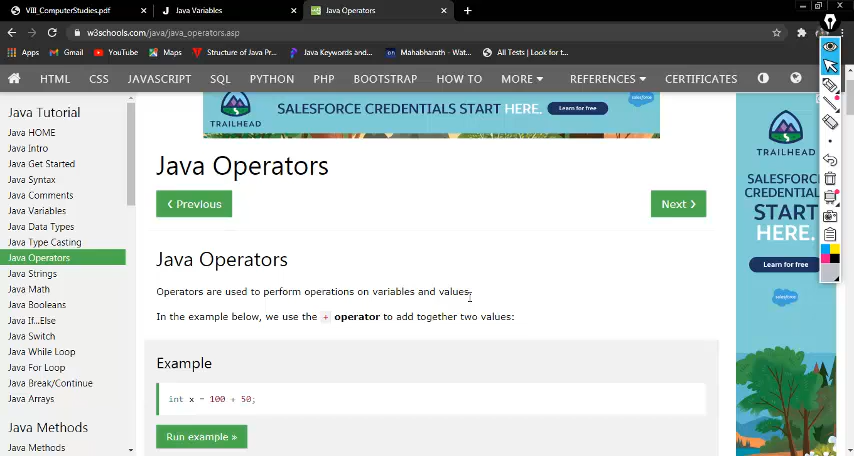 VIII_ComputerStudies.pdf
Java Variables
Java Operators
w3schools.com/java/java_operators.asp
Apps
Gmail
YouTube
Maps
Structure of Java Pr...
Java Keywords and...
Mahabharath - Wat...
All Tests | Look for t...
HTML
CSS
JAVASCRIPT
SQL
PYTHON
PHP
BOOTSTRAP
HOW TO
MORE
REFERENCES
CERTIFICATES
Java Tutorial
Java HOME
Java Intro
Java Get Started
Java Syntax
Java Comments
Java Variables
Java Data Types
Java Type Casting
Java Operators
Java Strings
Java Math
Java Booleans
Java If...Else
Java Switch
Java While Loop
Java For Loop
Java Break/Continue
Java Arrays
Java Methods
Java Methods
TRAILHEAD
SALESFORCE CREDENTIALS START HERE.
Learn for free
salesforce
Java Operators
❮ Previous
Next ❯
Java Operators
Operators are used to perform operations on variables and values.
In the example below, we use the + operator to add together two values:
Example
int x = 100 + 50;
Run example »
TRAILHEAD
SALESFORCE
CREDENTIALS
START
HERE.
Learn for free
salesforce